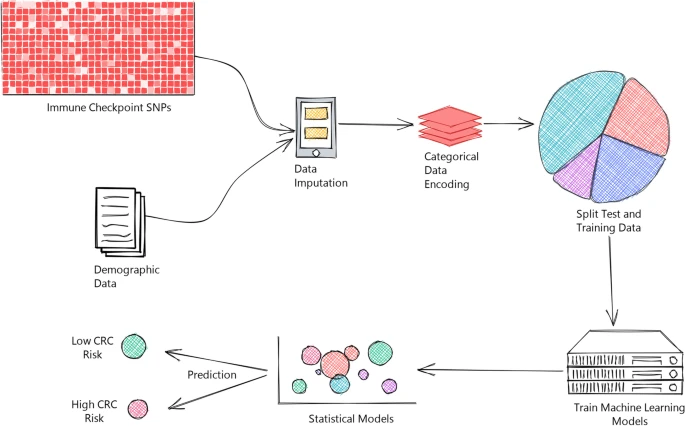 Immune Checkpoint SNPs
Data
Imputation
Categorical
Data
Encoding
Split Test and
Training Data
Demographic
Data
Low CRC
Risk
Prediction
High CRC
Risk
Statistical Models
Train Machine Learning
Models